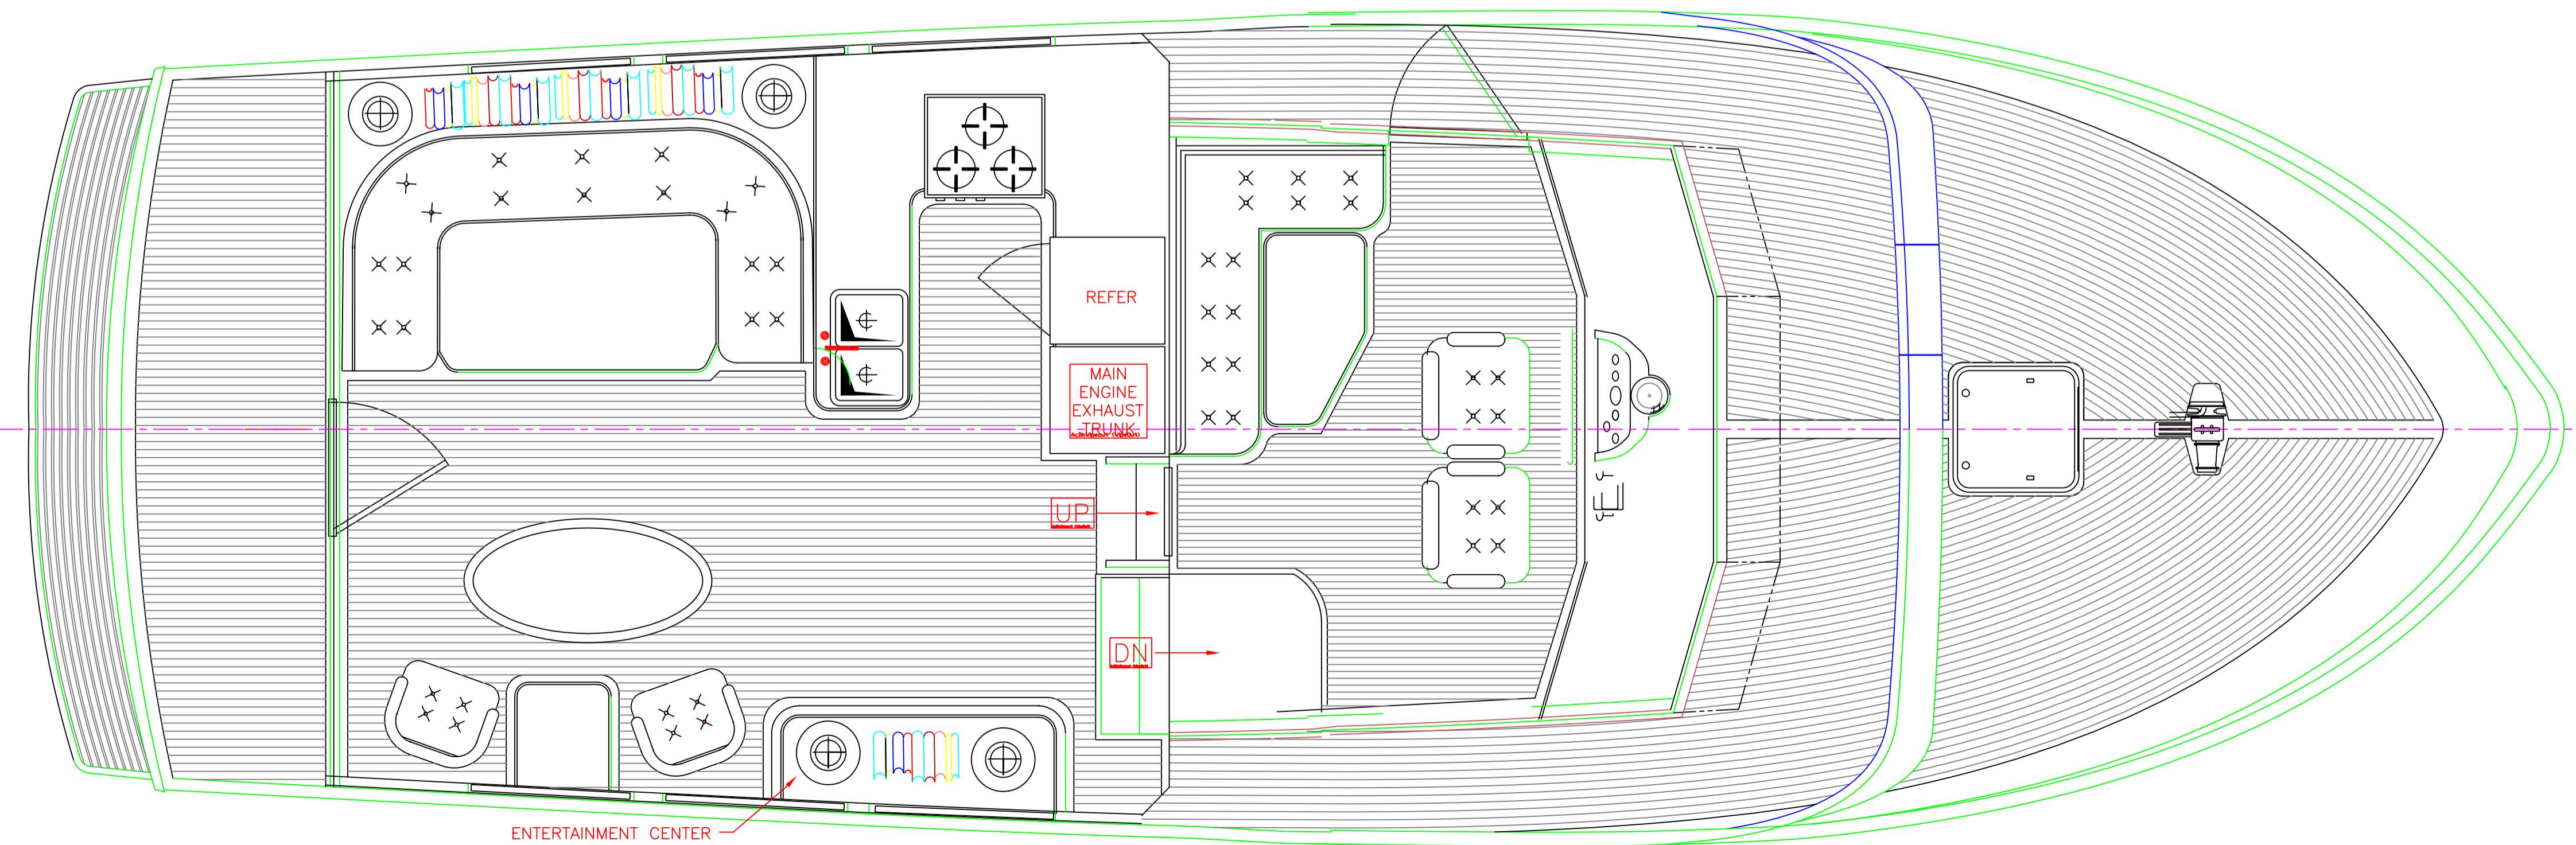 REFER
MAIN
ENGINE
EXHAUST
TRUNK
UP
DN
ENTERTAINMENT CENTER